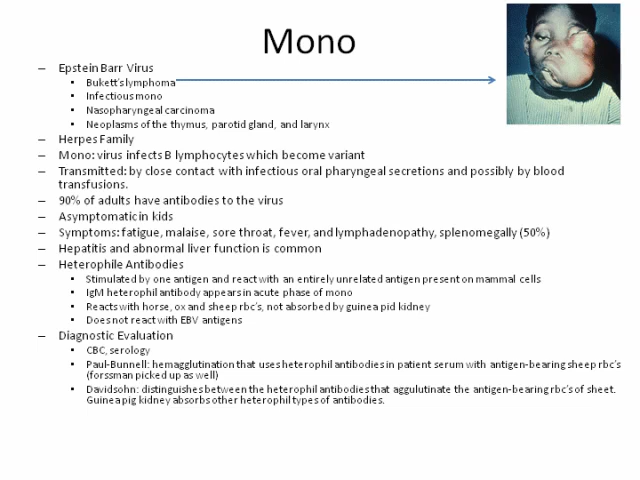 Mono
– Epstein Barr Virus
• Bukett's lymphoma
• Infectious mono
• Nasopharyngeal carcinoma
• Neoplasms of the thymus, parotid gland, and larynx
– Herpes Family
– Mono: virus infects B lymphocytes which become variant
– Transmitted: by close contact with infectious oral pharyngeal secretions and possibly by blood
transfusions.
– 90% of adults have antibodies to the virus
– Asymptomatic in kids
– Symptoms: fatigue, malaise, sore throat, fever, and lymphadenopathy, splenomegally (50%)
– Hepatitis and abnormal liver function is common
– Heterophile Antibodies
• Stimulated by one antigen and react with an entirely unrelated antigen present on mammal cells
• IgM heterophil antibody appears in acute phase of mono
• Reacts with horse, ox and sheep rbc's, not absorbed by guinea pid kidney
• Does not react with EBV antigens
– Diagnostic Evaluation
• CBC, serology
• Paul-Bunnell: hemagglutination that uses heterophil antibodies in patient serum with antigen-bearing sheep rbc's
(forssman picked up as well)
• Davidsohn: distinguishes between the heterophil antibodies that aggulutinate the antigen-bearing rbc's of sheet.
Guinea pig kidney absorbs other heterophil types of antibodies.